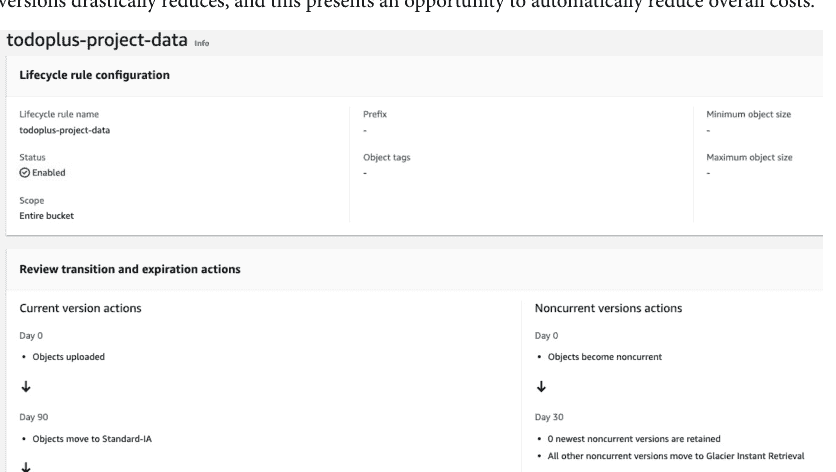 versions drastically reduces, and this presents an opportunity to automatically reduce overall costs.
todoplus-project-data Info
Lifecycle rule configuration
Lifecycle rule name
todoplus-project-data
Status
Enabled
Scope
Entire bucket
Prefix
-
Object tags
-
Minimum object size
-
Maximum object size
-
Review transition and expiration actions
Current version actions
Day 0
• Objects uploaded
↓
Day 90
• Objects move to Standard-IA
↓
Noncurrent versions actions
Day 0
• Objects become noncurrent
↓
Day 30
• 0 newest noncurrent versions are retained
• All other noncurrent versions move to Glacier Instant Retrieval